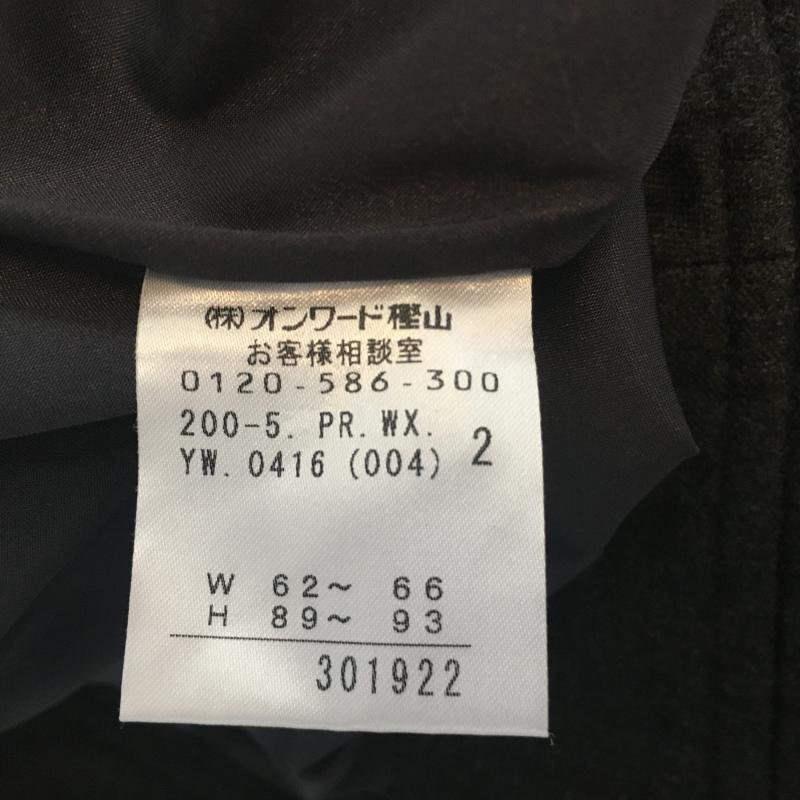 (株)オンワード樫山
お客様相談室
0120-586-300
200-5. PR. WX. 2
YW. 0416 (004)
W 62~ 66
H 89~ 93
301922